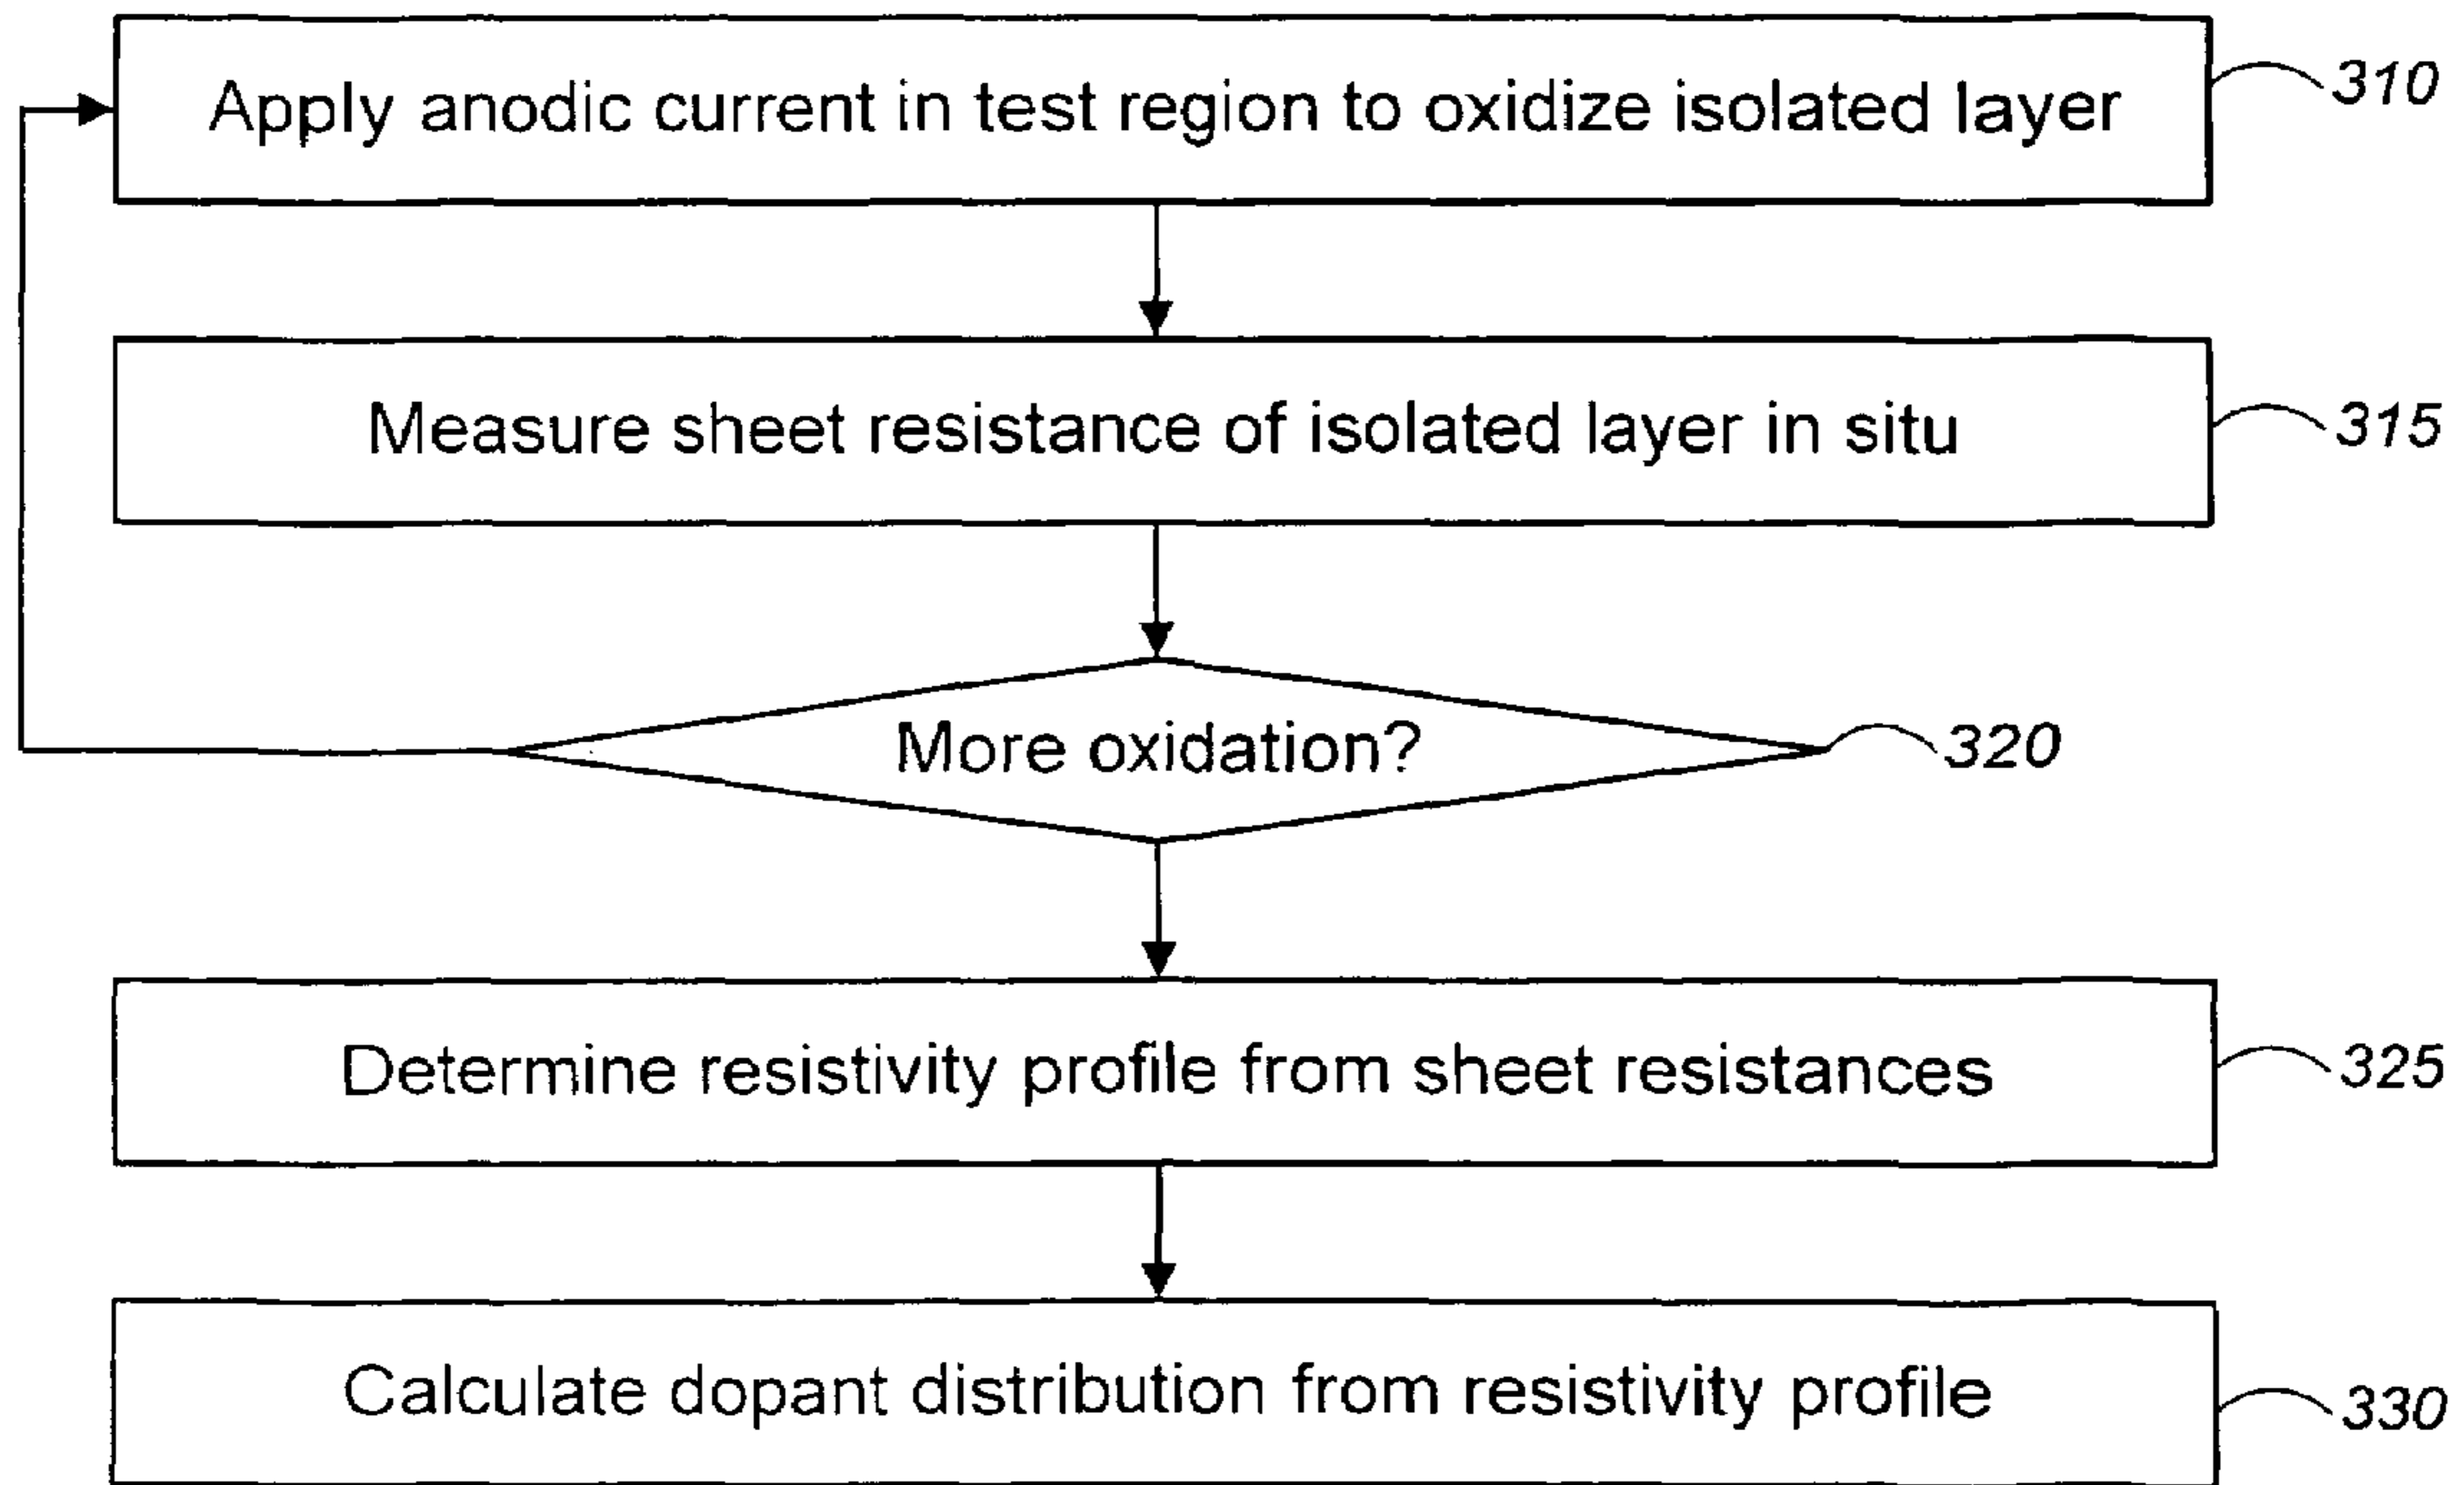 Apply anodic current in test region to oxidize isolated layer
310
Measure sheet resistance of isolated layer in situ
315
More oxidation?
320
Determine resistivity profile from sheet resistances
325
Calculate dopant distribution from resistivity profile
330